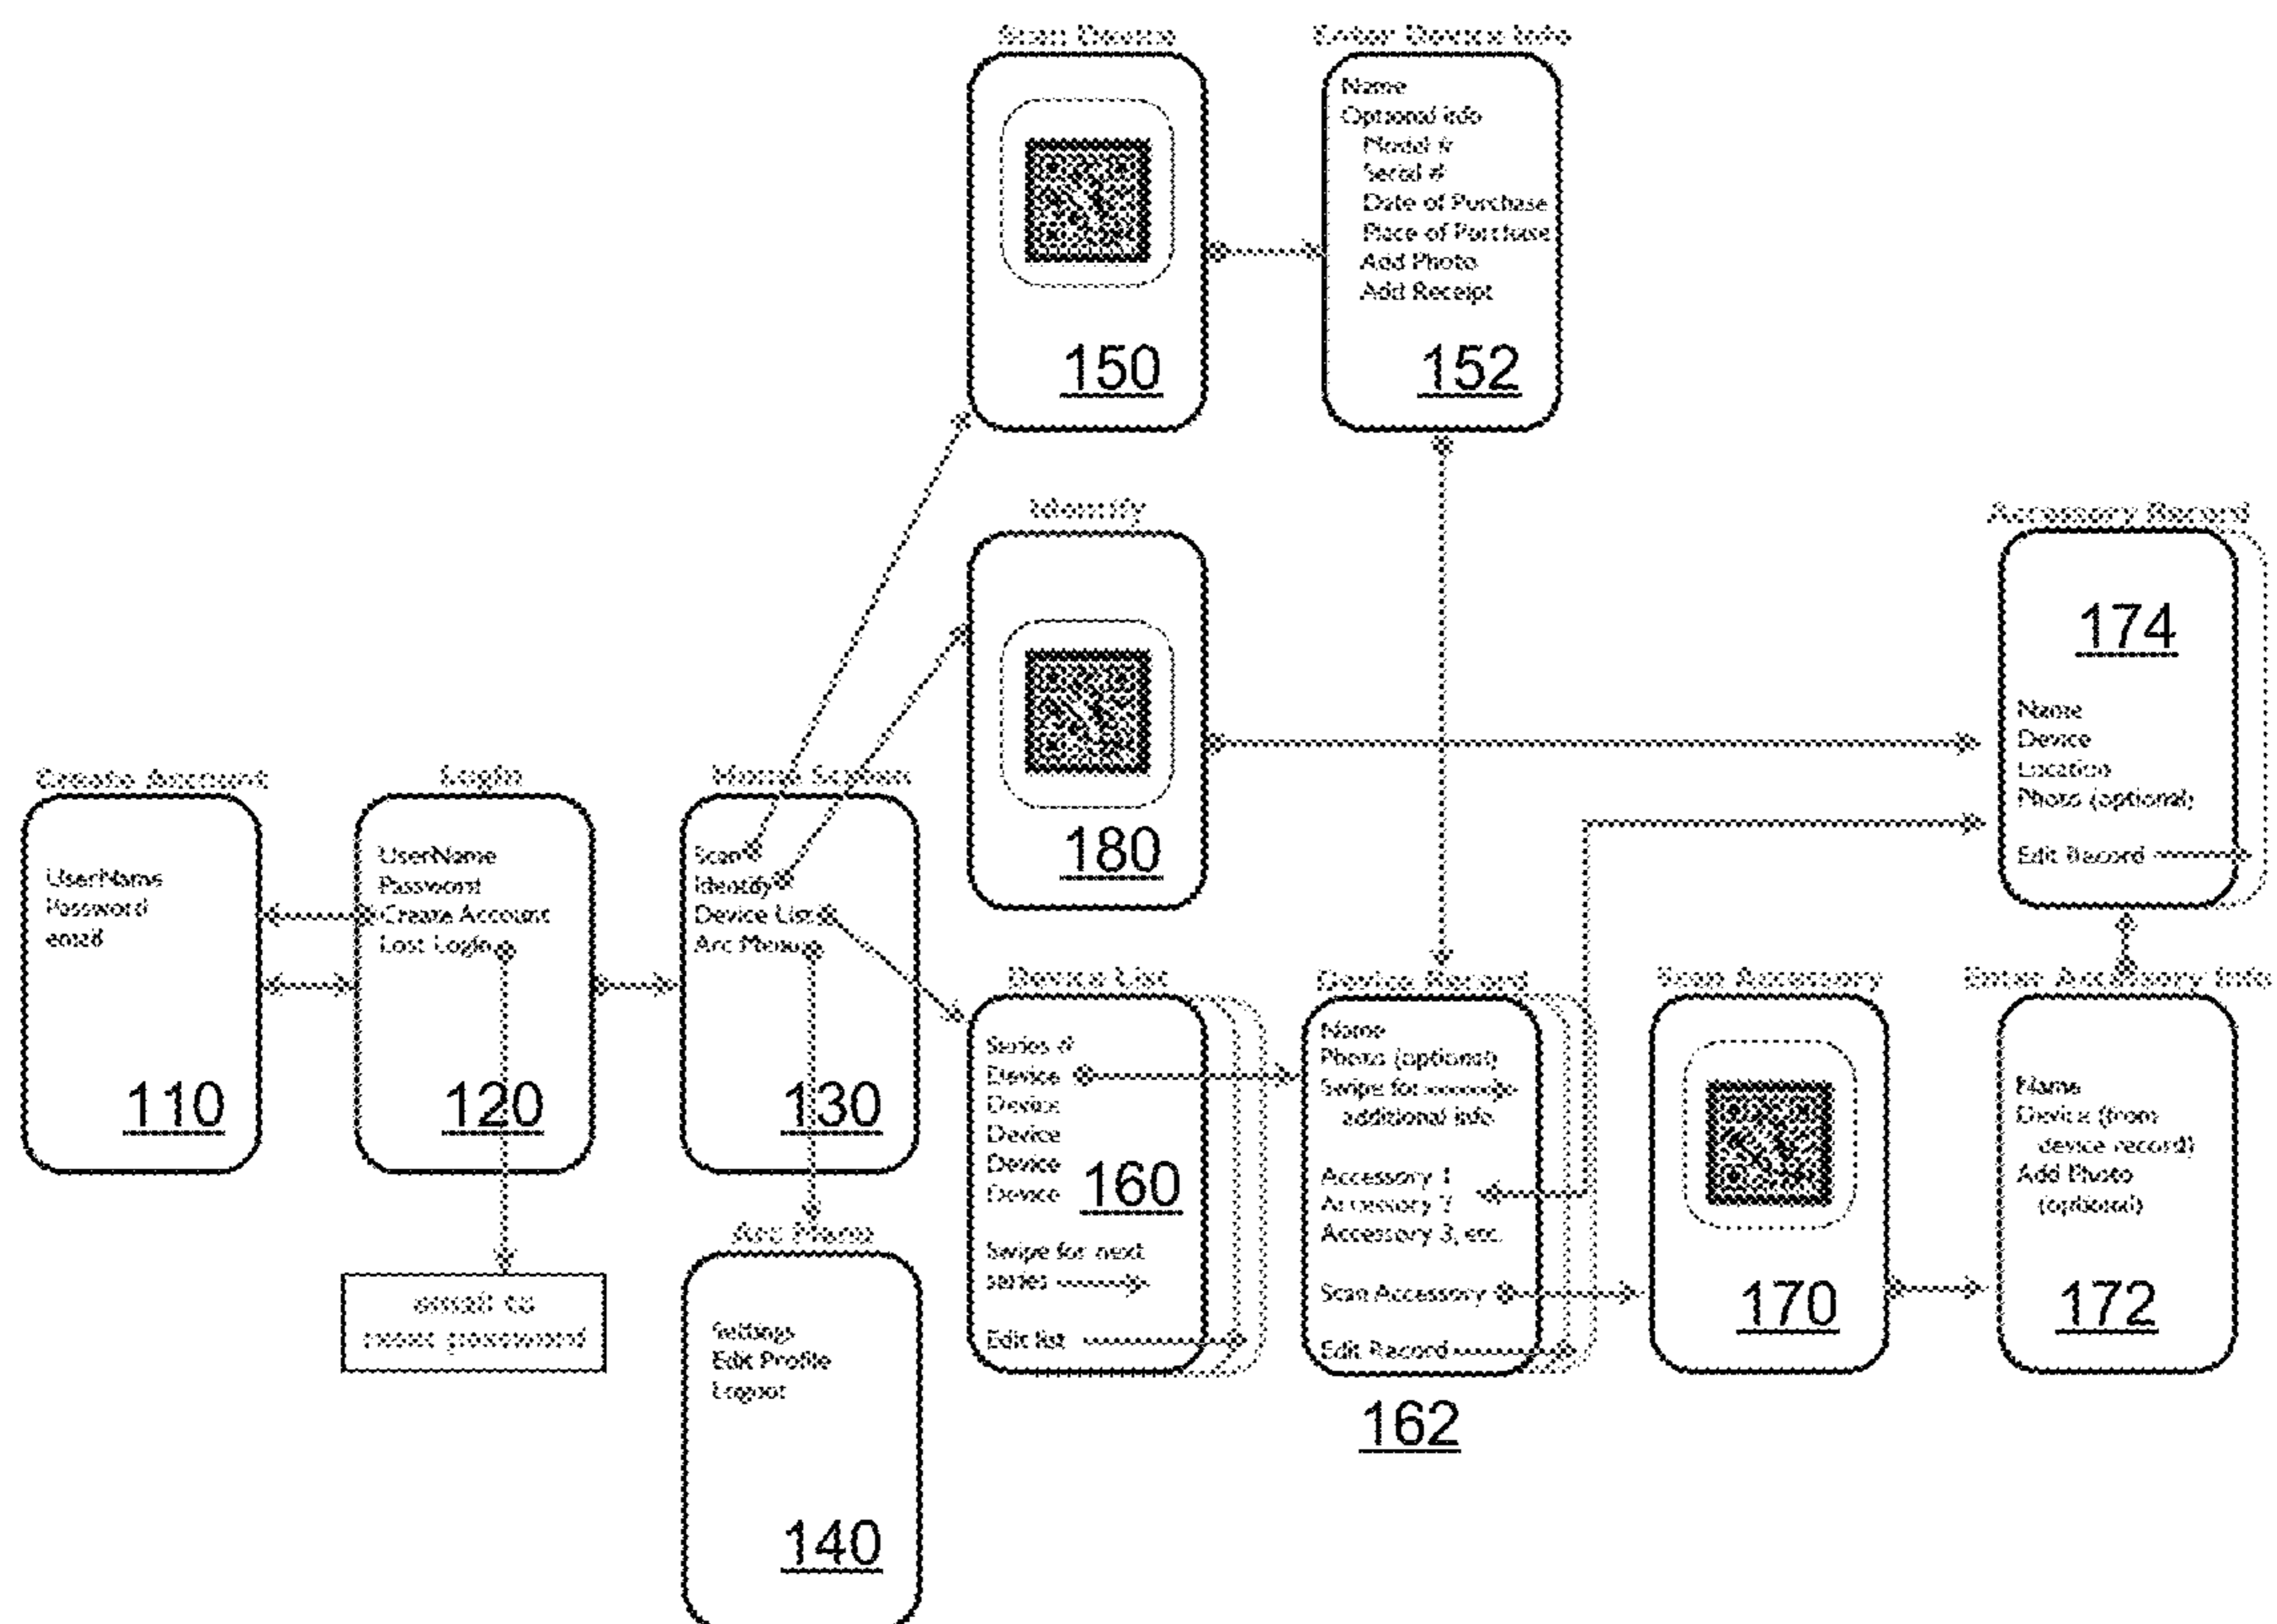 Scan Device
Enter Device Info
Name
Optional info
Model #
Serial #
Date of Purchase
Place of Purchase
Add Photo
Add Receipt
150
152
Identify
180
Accessory Record
174
Name
Device
Location
Photo (optional)
Edit Record
Create Account
UserName
Password
email
110
Login
UserName
Password
Create Account
Lost Login
120
email to
reset password
Home Screen
Scan
Identify
Device List
Arc Menu
130
Arc Menu
Settings
Edit Profile
Logout
140
Device List
Series #
Device
Device
Device
Device
Device
160
Swipe for next
series
Edit list
Device Record
Name
Photo (optional)
Swipe for
additional info
Accessory 1
Accessory 2
Accessory 3, etc.
Scan Accessory
Edit Record
162
Scan Accessory
170
Enter Accessory Info
Name
Device (from
device record)
Add Photo
(optional)
172